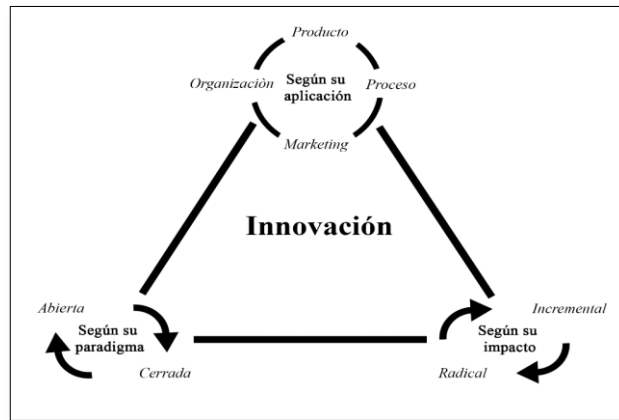 Producto
Organizaciòn
Según su
aplicación
Proceso
Marketing
Innovación
Abierta
Según su
paradigma
Cerrada
Incremental
Según su
impacto
Radical